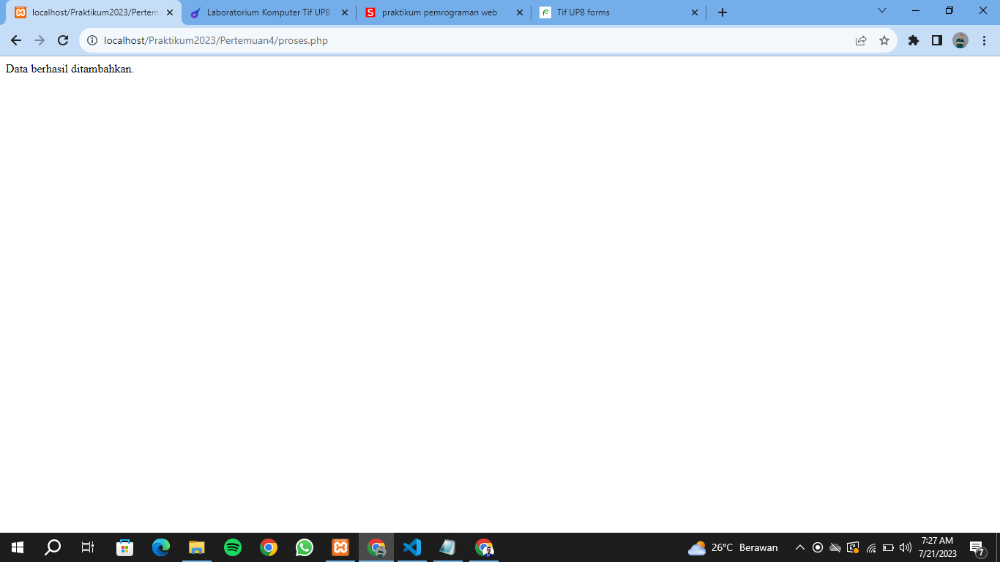 localhost/Praktikum2023/Pertem
Laboratorium Komputer Tif UPB 2
praktikum pemrograman web
Tif UPB forms
localhost/Praktikum2023/Pertemuan4/proses.php
Data berhasil ditambahkan.
26°C Berawan
7:27 AM
7/21/2023
7